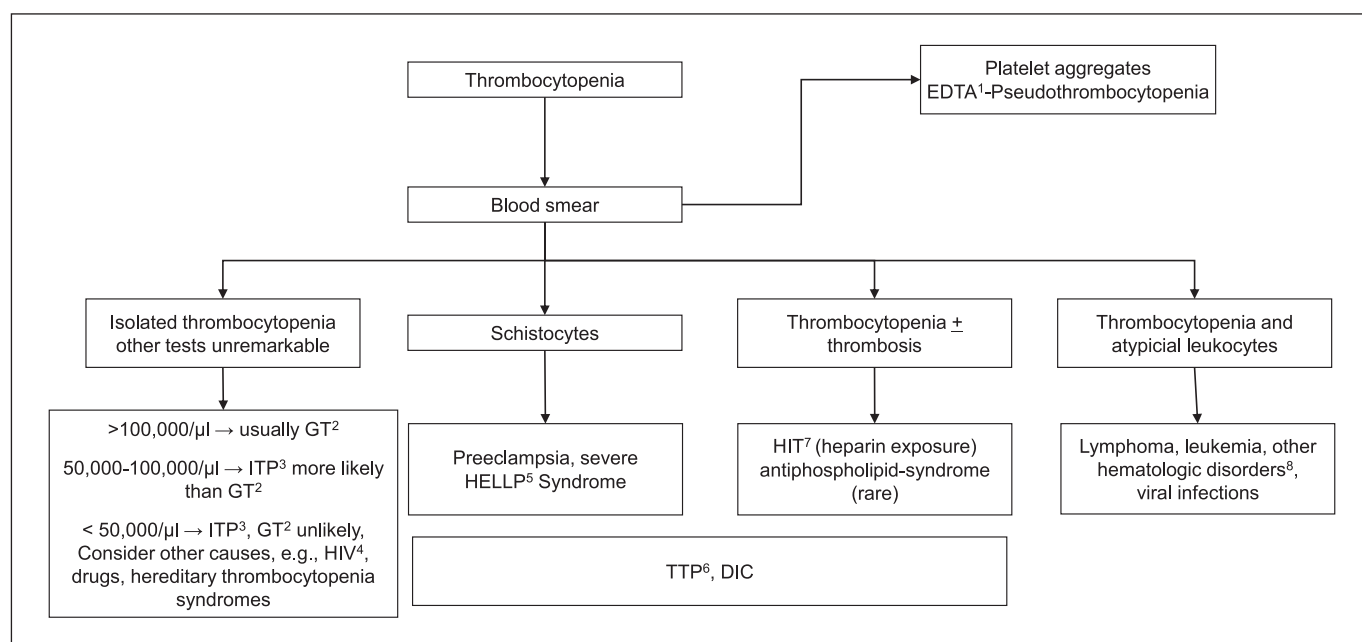 Thrombocytopenia
Platelet aggregates
EDTA¹-Pseudothrombocytopenia
Blood smear
Isolated thrombocytopenia
other tests unremarkable
Schistocytes
Thrombocytopenia ±
thrombosis
Thrombocytopenia and
atypicial leukocytes
>100,000/µl → usually GT²
50,000-100,000/µl → ITP³ more likely
than GT²
< 50,000/µl → ITP³, GT² unlikely,
Consider other causes, e.g., HIV⁴,
drugs, hereditary thrombocytopenia
syndromes
Preeclampsia, severe
HELLP⁵ Syndrome
HIT⁷ (heparin exposure)
antiphospholipid-syndrome
(rare)
Lymphoma, leukemia, other
hematologic disorders⁸,
viral infections
TTP⁶, DIC